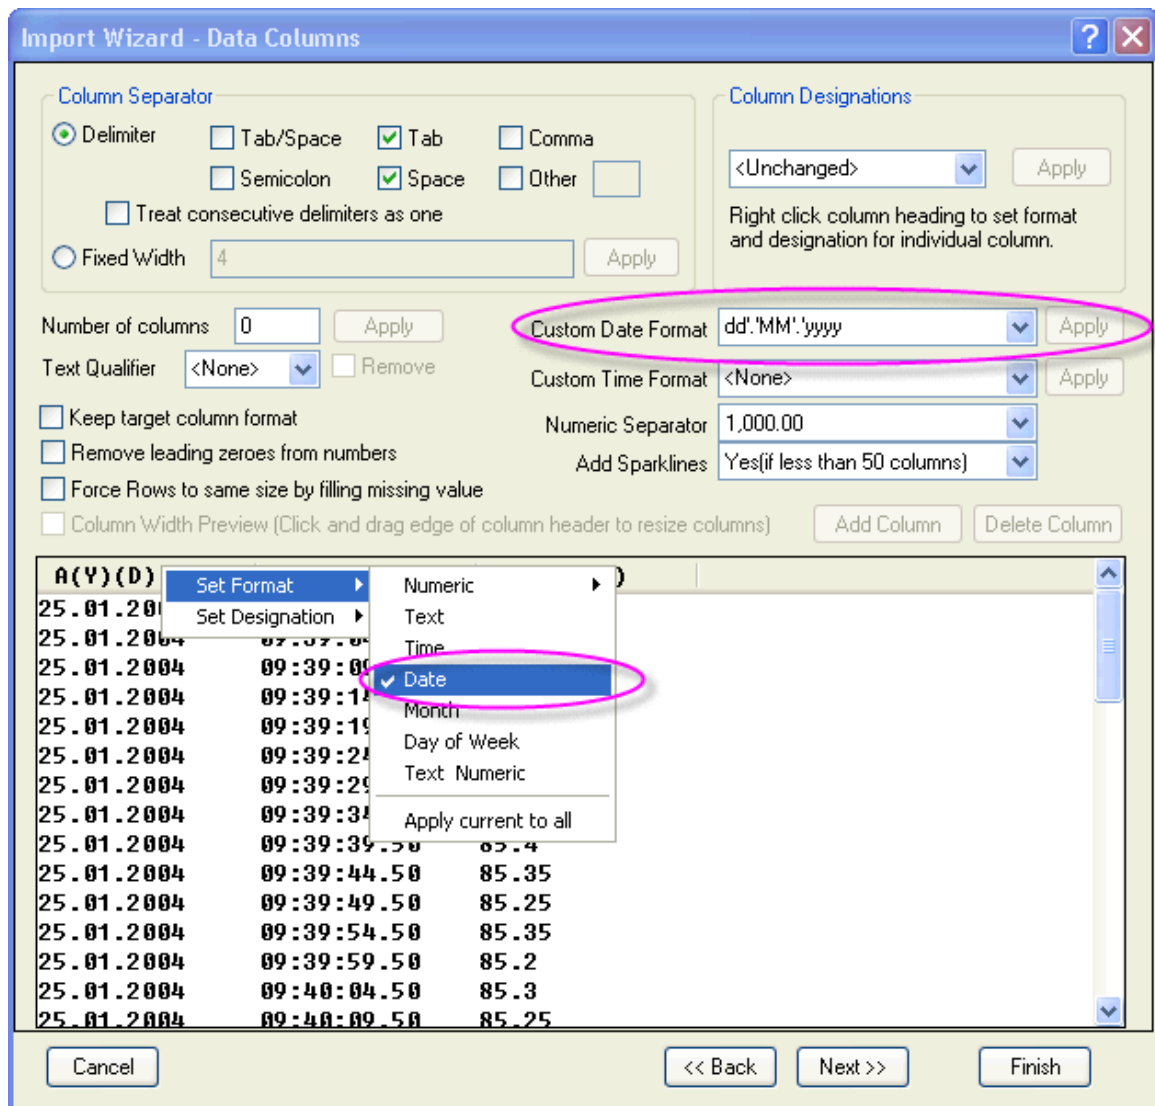 Import Wizard - Data Columns
Column Separator
Delimiter
Tab/Space
Tab
Comma
Semicolon
Space
Other
Treat consecutive delimiters as one
Fixed Width
4
Apply
Column Designations
<Unchanged>
Apply
Right click column heading to set format
and designation for individual column.
Number of columns
0
Apply
Custom Date Format
dd'.'MM'.'yyyy
Apply
Text Qualifier
<None>
Remove
Custom Time Format
<None>
Apply
Keep target column format
Numeric Separator
1,000.00
Remove leading zeroes from numbers
Add Sparklines
Yes(if less than 50 columns)
Force Rows to same size by filling missing value
Column Width Preview (Click and drag edge of column header to resize columns)
Add Column
Delete Column
A(Y)(D)
Set Format
Set Designation
Numeric
Text
Time
Date
Month
Day of Week
Text Numeric
Apply current to all
25.01.2004
25.01.2004
25.01.2004
25.01.2004
25.01.2004
25.01.2004
25.01.2004
25.01.2004 09:39:39.50 85.4
25.01.2004 09:39:44.50 85.35
25.01.2004 09:39:49.50 85.25
25.01.2004 09:39:54.50 85.35
25.01.2004 09:39:59.50 85.2
25.01.2004 09:40:04.50 85.3
25.01.2004 09:40:09.50 85.25
Cancel
<< Back
Next >>
Finish